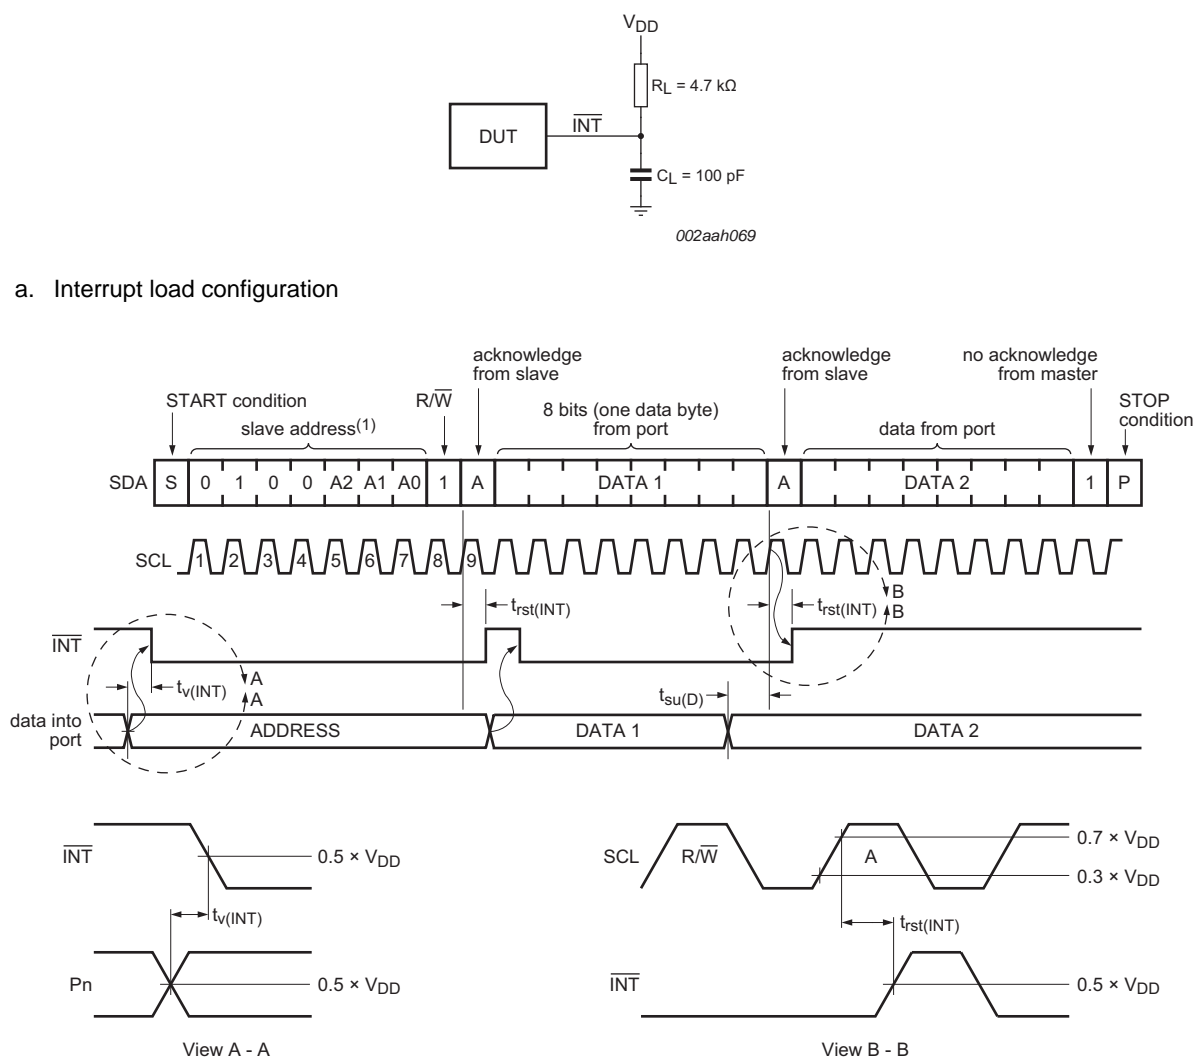 VDD
RL = 4.7 kΩ
DUT
INT
CL = 100 pF
002aah069
a. Interrupt load configuration
acknowledge
from slave
acknowledge
from slave
no acknowledge
from master
START condition
R/W
8 bits (one data byte)
from port
STOP
condition
slave address(1)
data from port
SDA S 0 1 0 0 A2 A1 A0 1 A DATA 1 A DATA 2 1 P
SCL 1 2 3 4 5 6 7 8 9
B
B
trst(INT)
trst(INT)
INT
A
A
tv(INT)
tsu(D)
data into
port
ADDRESS
DATA 1
DATA 2
INT
0.5 × VDD
tv(INT)
Pn
0.5 × VDD
View A - A
SCL
R/W
A
0.7 × VDD
0.3 × VDD
trst(INT)
INT
0.5 × VDD
View B - B